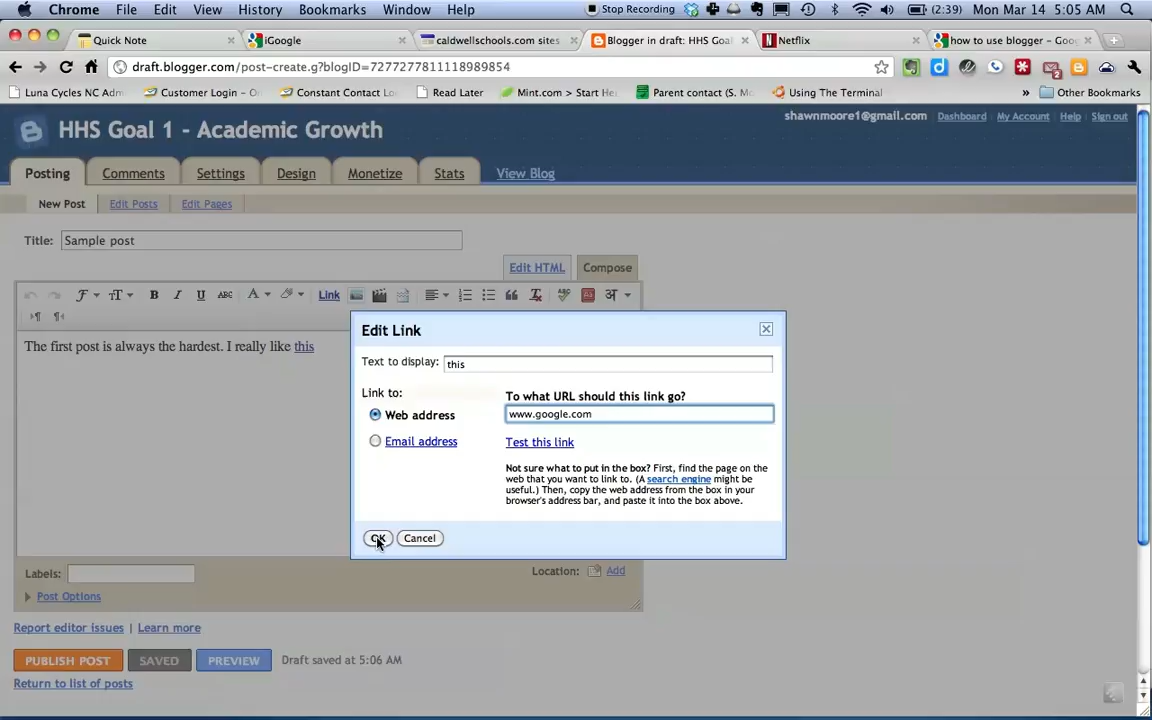 Chrome File Edit View History Bookmarks Window Help Stop Recording 2 (2:39) Mon Mar 14 5:05 AM
Quick Note iGoogle caldwellschools.com sites Blogger in draft: HHS Goal Netflix how to use blogger - Goog
draft.blogger.com/post-create.g?blogID=7277277811118989854
Luna Cycles NC Adm Customer Login - O Constant Contact Lo Read Later Mint.com > Start He Parent contact (S. Mo Using The Terminal » Other Bookmarks
shawnmoore1@gmail.com Dashboard My Account Help Sign out
HHS Goal 1 - Academic Growth
Posting Comments Settings Design Monetize Stats View Blog
New Post Edit Posts Edit Pages
Title: Sample post
Edit HTML Compose
B I U ABC A Link
The first post is always the hardest. I really like this
Edit Link
Text to display: this
Link to:
Web address
Email address
To what URL should this link go?
www.google.com
Test this link
Not sure what to put in the box? First, find the page on the
web that you want to link to. (A search engine might be
useful.) Then, copy the web address from the box in your
browser's address bar, and paste it into the box above.
OK Cancel
Labels: Location: Add
Post Options
Report editor issues | Learn more
PUBLISH POST SAVED PREVIEW Draft saved at 5:06 AM
Return to list of posts